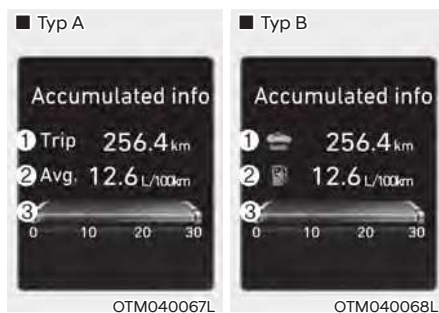 ■ Typ A
Accumulated info
① Trip 256.4 km
② Avg. 12.6 L/100km
③
0 10 20 30
OTM040067L
■ Typ B
Accumulated info
① 256.4 km
② 12.6 L/100km
③
0 10 20 30
OTM040068L